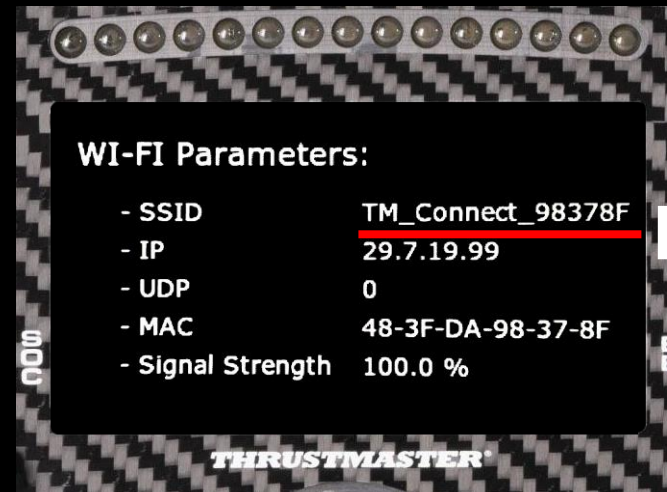 WI-FI Parameters:
- SSID TM_Connect_98378F
- IP 29.7.19.99
- UDP 0
- MAC 48-3F-DA-98-37-8F
- Signal Strength 100.0 %
SOC
THRUSTMASTER